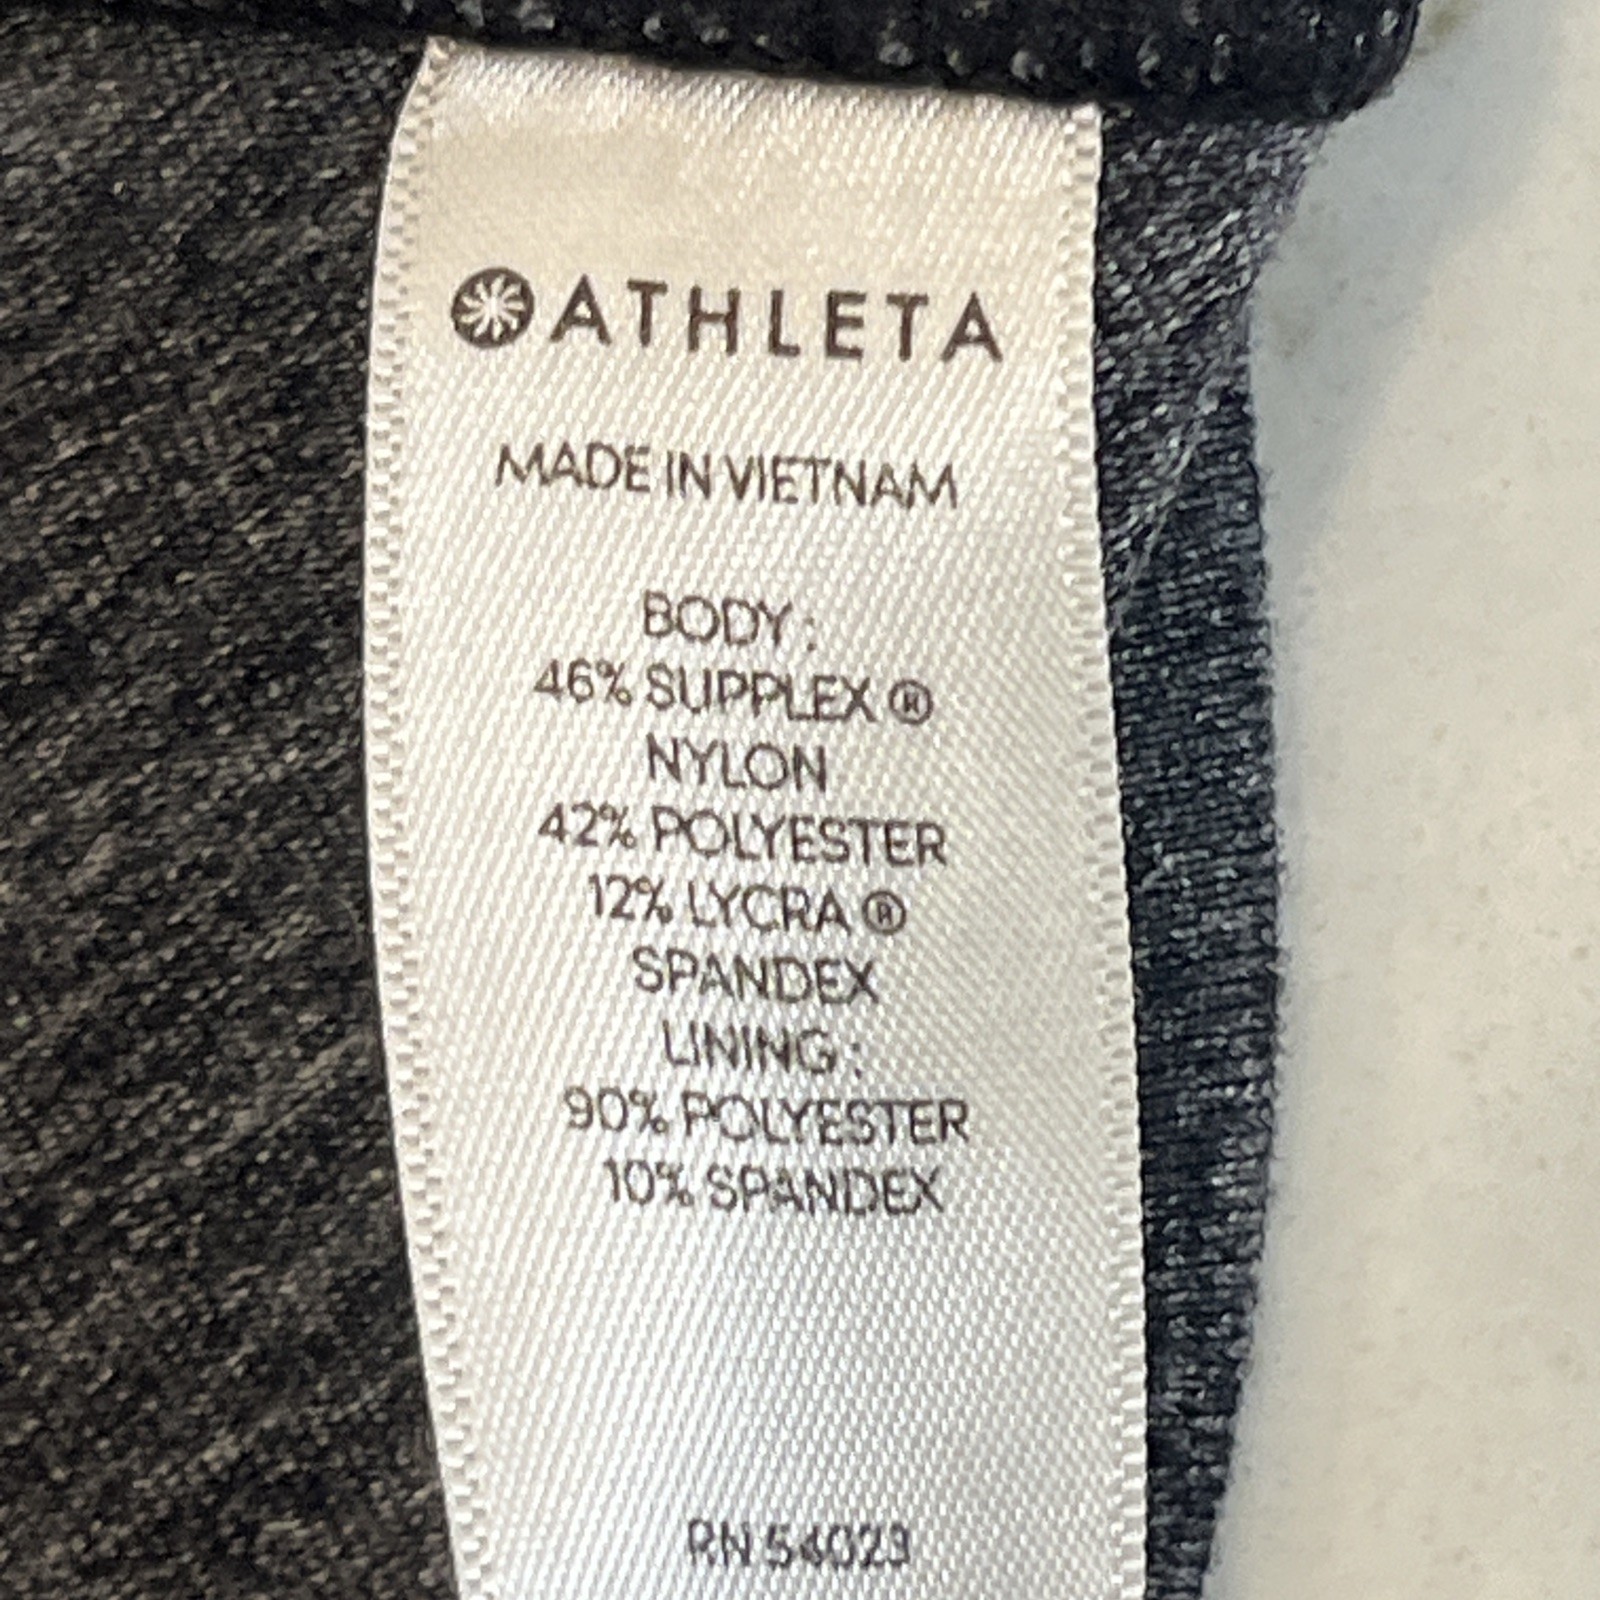 ATHLETA
MADE IN VIETNAM
BODY :
46% SUPPLEX ®
NYLON
42% POLYESTER
12% LYCRA ®
SPANDEX
LINING :
90% POLYESTER
10% SPANDEX
RN 54023